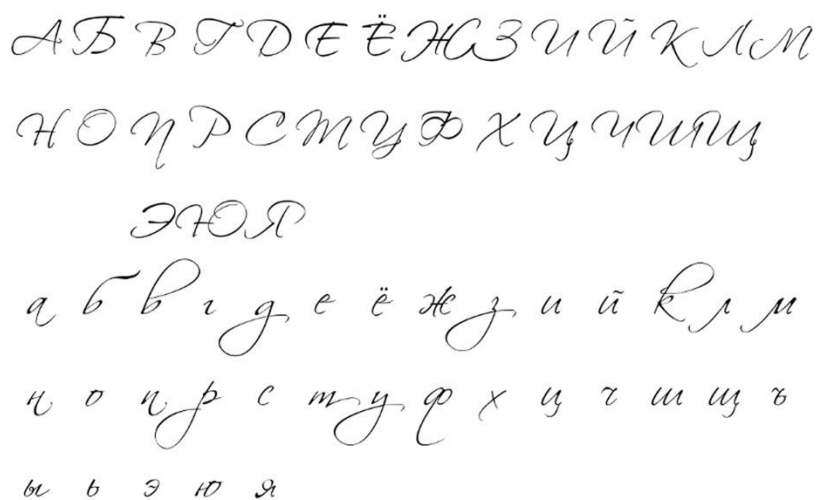 А Б В Г Д Е Ё Ж З И Й К Л М
Н О П Р С Т У Ф Х Ц Ч Ш Щ
Э Ю Я
а б в г д е ё ж з и й к л м
н о п р с т у ф х ц ч ш щ ъ
ы ь э ю я